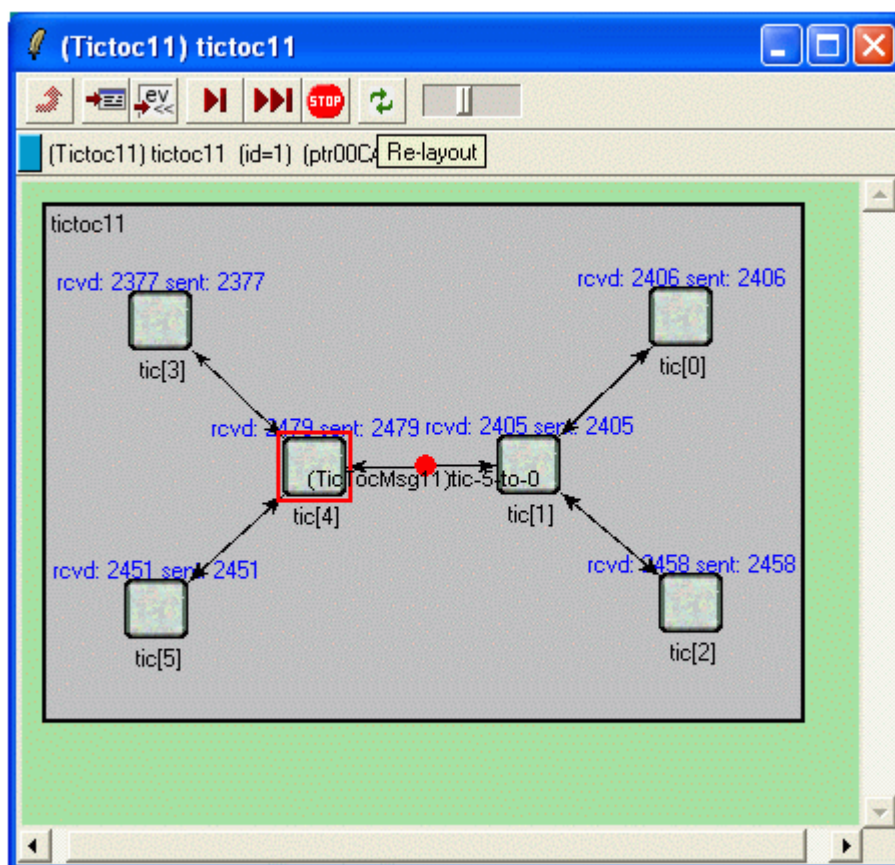 (Tictoc11) tictoc11
ev
<<
STOP
(Tictoc11) tictoc11 (id=1) (ptr00CA
Re-layout
tictoc11
rcvd: 2377 sent: 2377
rcvd: 2406 sent: 2406
tic[3]
tic[0]
rcvd: 2479 sent: 2479
rcvd: 2405 sent: 2405
(TicTocMsg11)tic-5-to-0
tic[4]
tic[1]
rcvd: 2451 sent: 2451
rcvd: 2458 sent: 2458
tic[5]
tic[2]